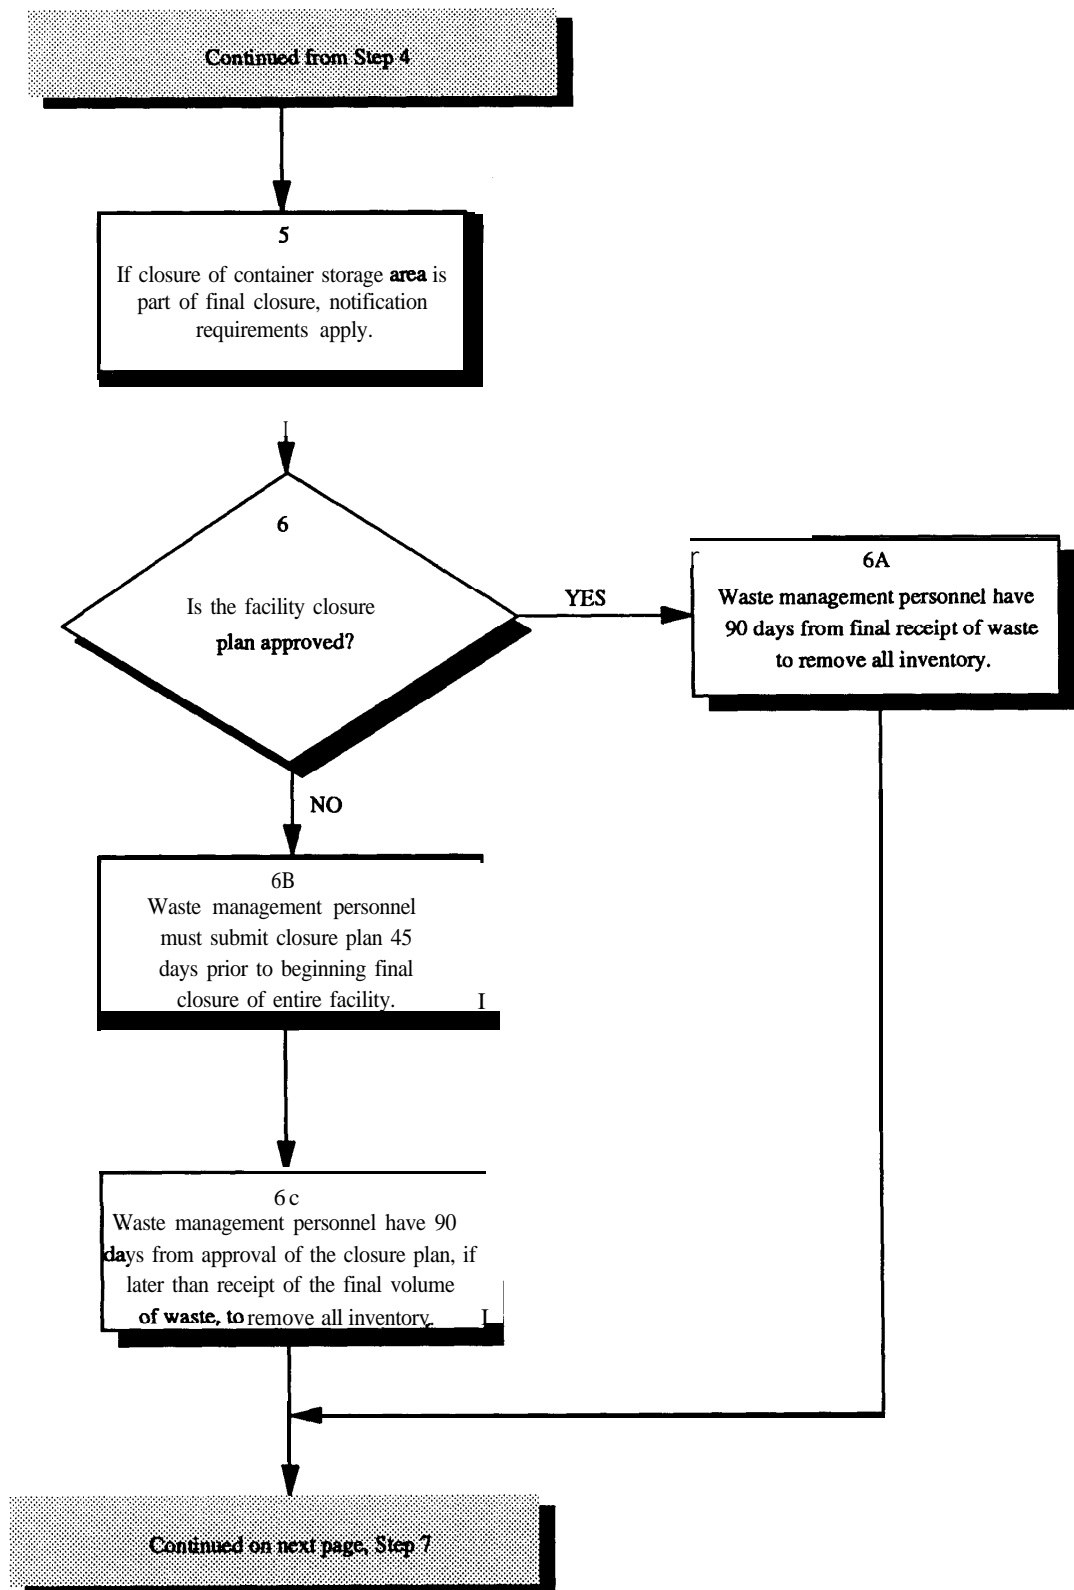 Continued from Step 4
5
If closure of container storage area is
part of final closure, notification
requirements apply.
6
Is the facility closure
plan approved?
YES
6A
Waste management personnel have
90 days from final receipt of waste
to remove all inventory.
NO
6B
Waste management personnel
must submit closure plan 45
days prior to beginning final
closure of entire facility.
6c
Waste management personnel have 90
days from approval of the closure plan, if
later than receipt of the final volume
of waste, to remove all inventory.
Continued on next page, Step 7